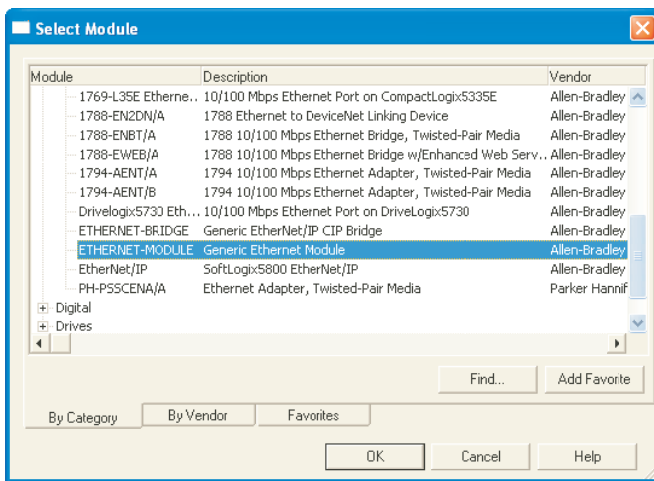 Select Module
Module Description Vendor
1769-L35E Etherne... 10/100 Mbps Ethernet Port on CompactLogix5335E Allen-Bradley
1788-EN2DN/A 1788 Ethernet to DeviceNet Linking Device Allen-Bradley
1788-ENBT/A 1788 10/100 Mbps Ethernet Bridge, Twisted-Pair Media Allen-Bradley
1788-EWEB/A 1788 10/100 Mbps Ethernet Bridge w/Enhanced Web Serv... Allen-Bradley
1794-AENT/A 1794 10/100 Mbps Ethernet Adapter, Twisted-Pair Media Allen-Bradley
1794-AENT/B 1794 10/100 Mbps Ethernet Adapter, Twisted-Pair Media Allen-Bradley
Drivelogix5730 Eth... 10/100 Mbps Ethernet Port on DriveLogix5730 Allen-Bradley
ETHERNET-BRIDGE Generic EtherNet/IP CIP Bridge Allen-Bradley
ETHERNET-MODULE Generic Ethernet Module Allen-Bradley
EtherNet/IP SoftLogix5800 EtherNet/IP Allen-Bradley
PH-PSSCENA/A Ethernet Adapter, Twisted-Pair Media Parker Hannif
Digital
Drives
Find... Add Favorite
By Category By Vendor Favorites
OK Cancel Help